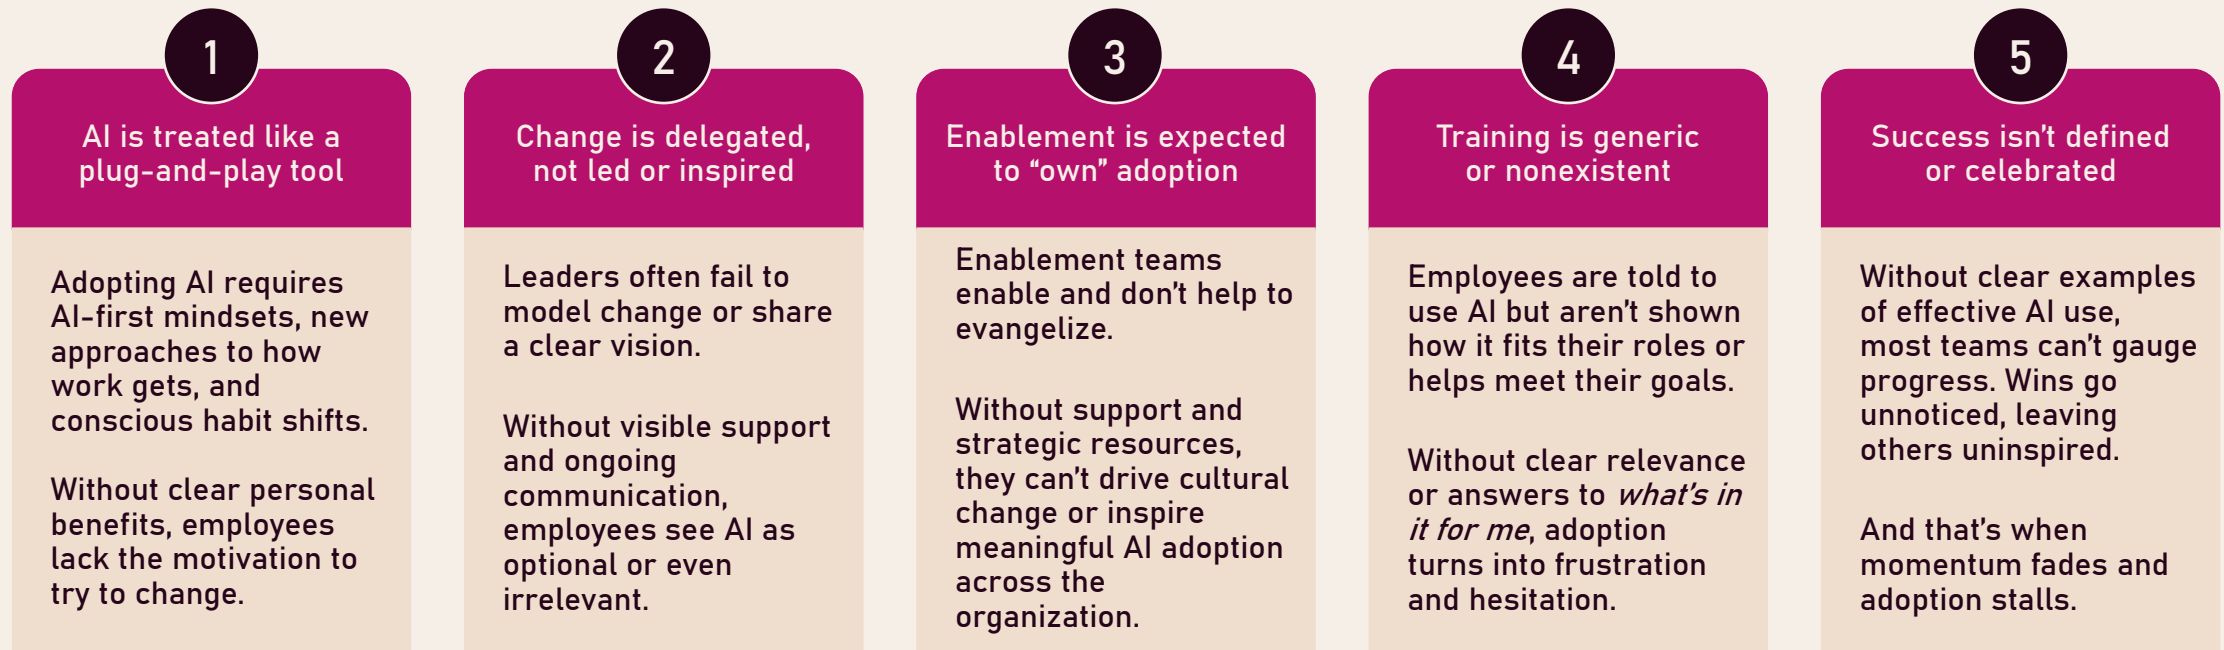 1
AI is treated like a
plug-and-play tool
Adopting AI requires
AI-first mindsets, new
approaches to how
work gets, and
conscious habit shifts.
Without clear personal
benefits, employees
lack the motivation to
try to change.
2
Change is delegated,
not led or inspired
Leaders often fail to
model change or share
a clear vision.
Without visible support
and ongoing
communication,
employees see AI as
optional or even
irrelevant.
3
Enablement is expected
to “own” adoption
Enablement teams
enable and don’t help to
evangelize.
Without support and
strategic resources,
they can’t drive cultural
change or inspire
meaningful AI adoption
across the
organization.
4
Training is generic
or nonexistent
Employees are told to
use AI but aren’t shown
how it fits their roles or
helps meet their goals.
Without clear relevance
or answers to what’s in
it for me, adoption
turns into frustration
and hesitation.
5
Success isn’t defined
or celebrated
Without clear examples
of effective AI use,
most teams can’t gauge
progress. Wins go
unnoticed, leaving
others uninspired.
And that’s when
momentum fades and
adoption stalls.